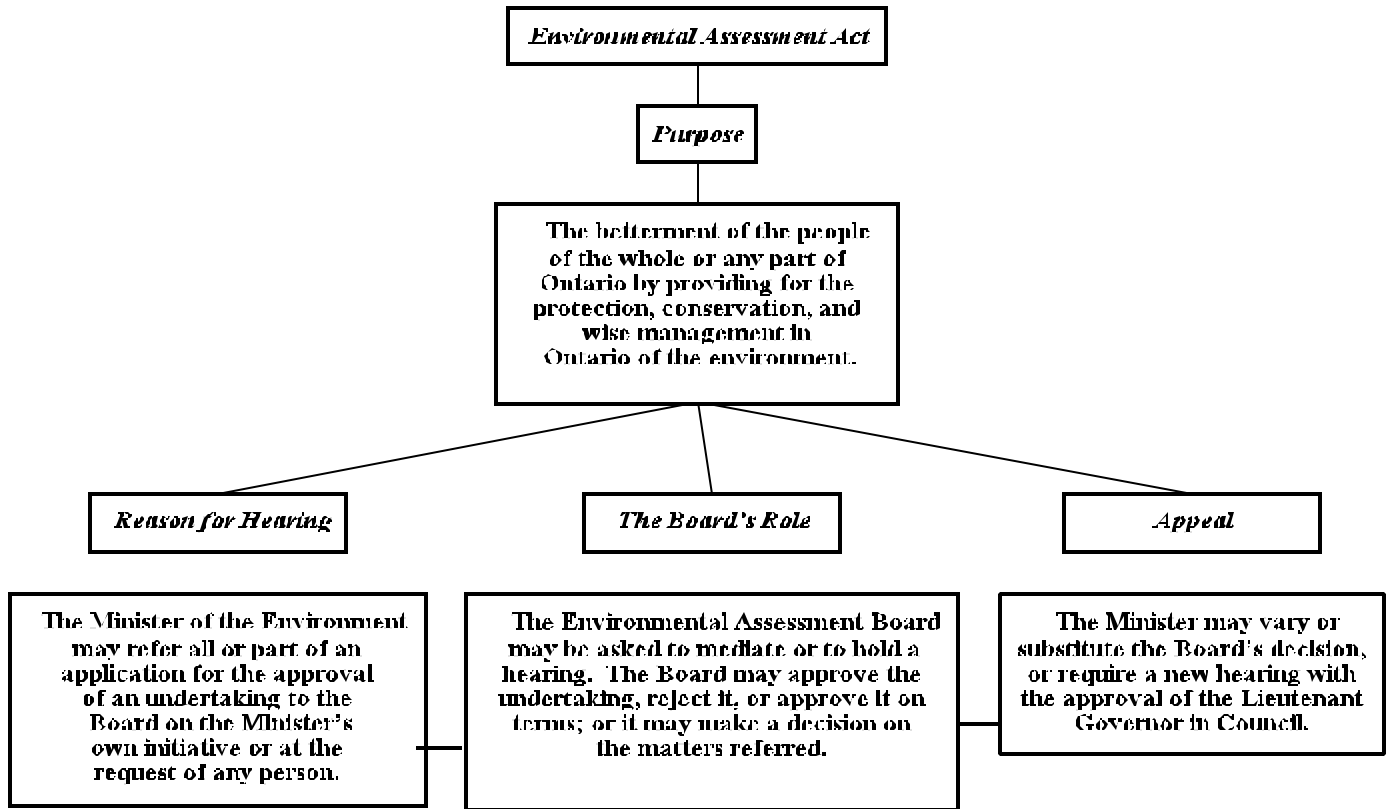 Environmental Assessment Act
Purpose
The betterment of the people
of the whole or any part of
Ontario by providing for the
protection, conservation, and
wise management in
Ontario of the environment.
Reason for Hearing
The Board's Role
Appeal
The Minister of the Environment
may refer all or part of an
application for the approval
of an undertaking to the
Board on the Minister's
own initiative or at the
request of any person.
The Environmental Assessment Board
may be asked to mediate or to hold a
hearing. The Board may approve the
undertaking, reject it, or approve it on
terms; or it may make a decision on
the matters referred.
The Minister may vary or
substitute the Board's decision,
or require a new hearing with
the approval of the Lieutenant
Governor in Council.